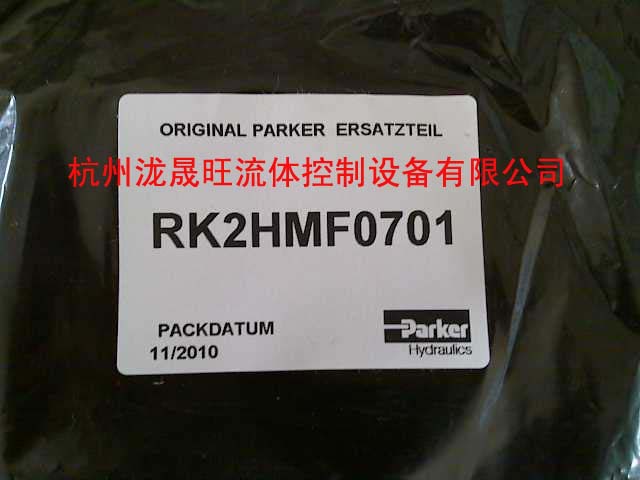 ORIGINAL PARKER ERSATZTEIL
杭州泷晟旺流体控制设备有限公司
RK2HMF0701
PACKDATUM
11/2010
Parker
Hydraulics